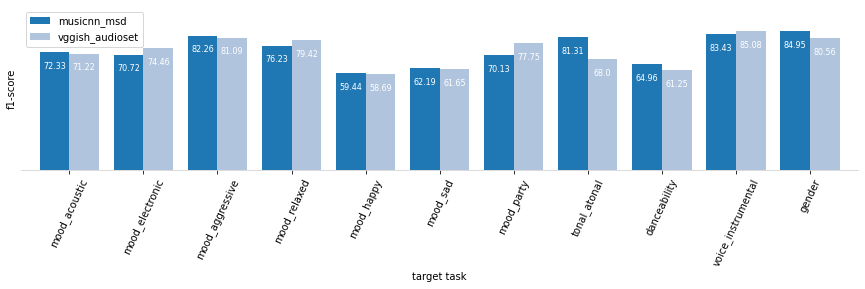 musicnn_msd
vggish_audioset
f1-score
72.33 71.22 70.72 74.46 82.26 81.09 76.23 79.42 59.44 58.69 62.19 61.65 70.13 77.75 81.31 68.0 64.96 61.25 83.43 85.08 84.95 80.56
mood_acoustic
mood_electronic
mood_aggressive
mood_relaxed
mood_happy
mood_sad
mood_party
tonal_atonal
danceability
voice_instrumental
gender
target task